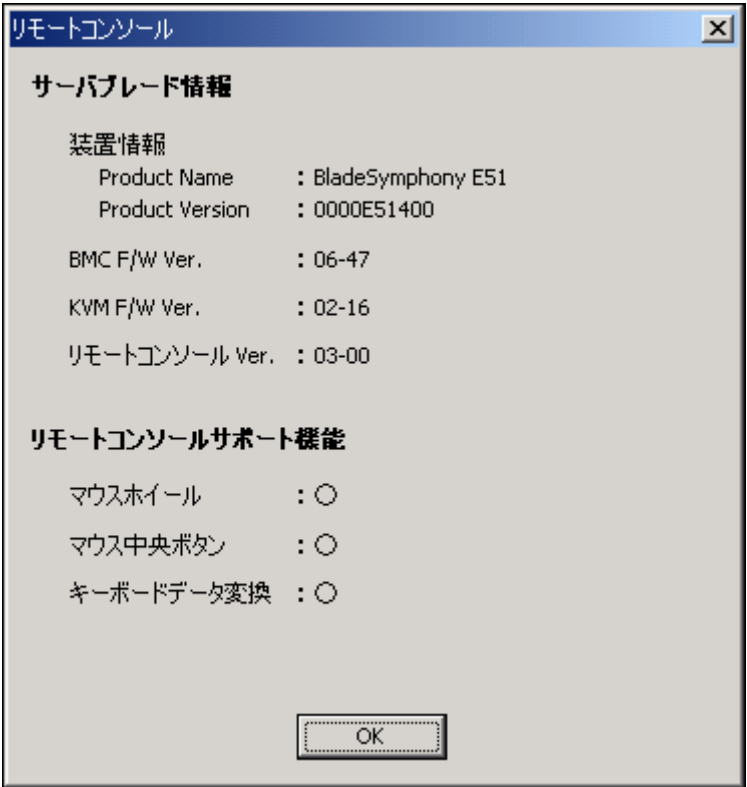 リモートコンソール
サーバブレード情報
装置情報
Product Name : BladeSymphony E51
Product Version : 0000E51400
BMC F/W Ver. : 06-47
KVM F/W Ver. : 02-16
リモートコンソール Ver. : 03-00
リモートコンソールサポート機能
マウスホイール : ○
マウス中央ボタン : ○
キーボードデータ変換 : ○
OK